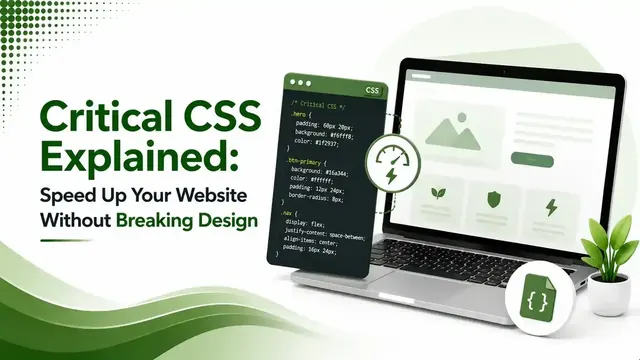 Critical CSS
Explained:
Speed Up Your Website
Without Breaking Design
CSS
/* Critical CSS */
.hero {
padding: 60px 20px;
background: #f6fff8;
color: #1f2937;
}
.btn-primary {
background: #16a344;
color: #ffffff;
padding: 12px 24px;
border-radius: 8px;
}
.nav {
display: flex;
justify-content: space-between;
align-items: center;
padding: 16px 24px;
}
{ }